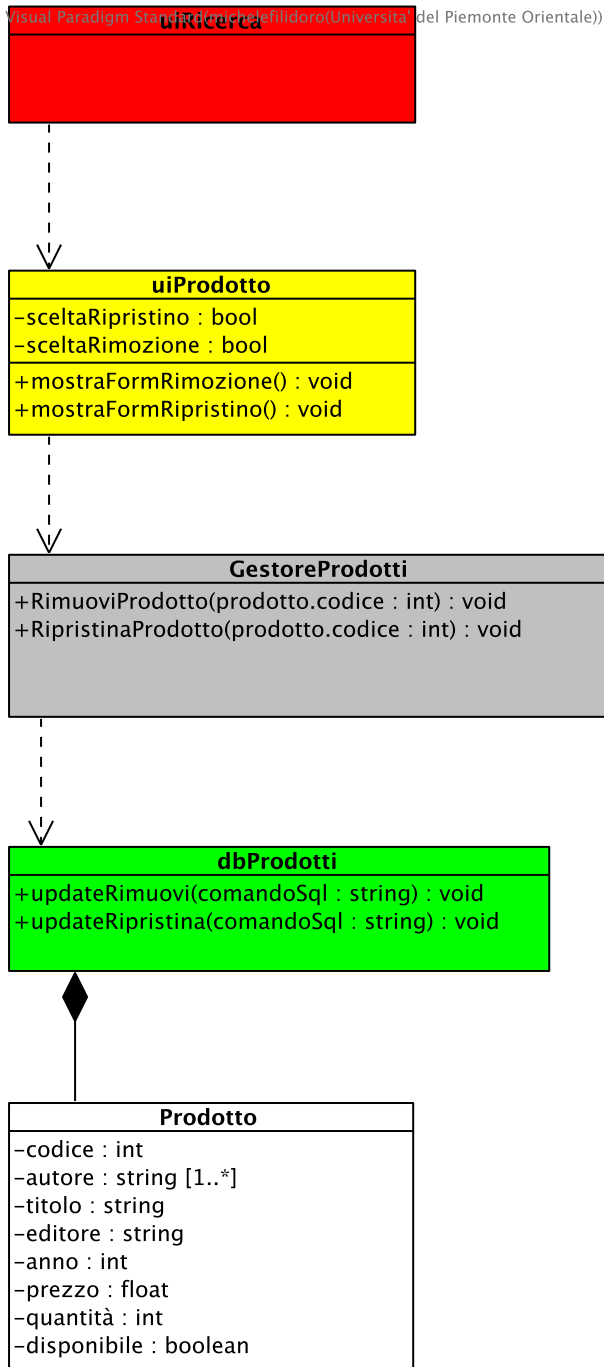 Visual Paradigm Standard(michelefilidoro(Universita' del Piemonte Orientale))
uiRicerca
uiProdotto
-sceltaRipristino : bool
-sceltaRimozione : bool
+mostraFormRimozione() : void
+mostraFormRipristino() : void
GestoreProdotti
+RimuoviProdotto(prodotto.codice : int) : void
+RipristinaProdotto(prodotto.codice : int) : void
dbProdotti
+updateRimuovi(comandoSql : string) : void
+updateRipristina(comandoSql : string) : void
Prodotto
-codice : int
-autore : string [1..*]
-titolo : string
-editore : string
-anno : int
-prezzo : float
-quantità : int
-disponibile : boolean